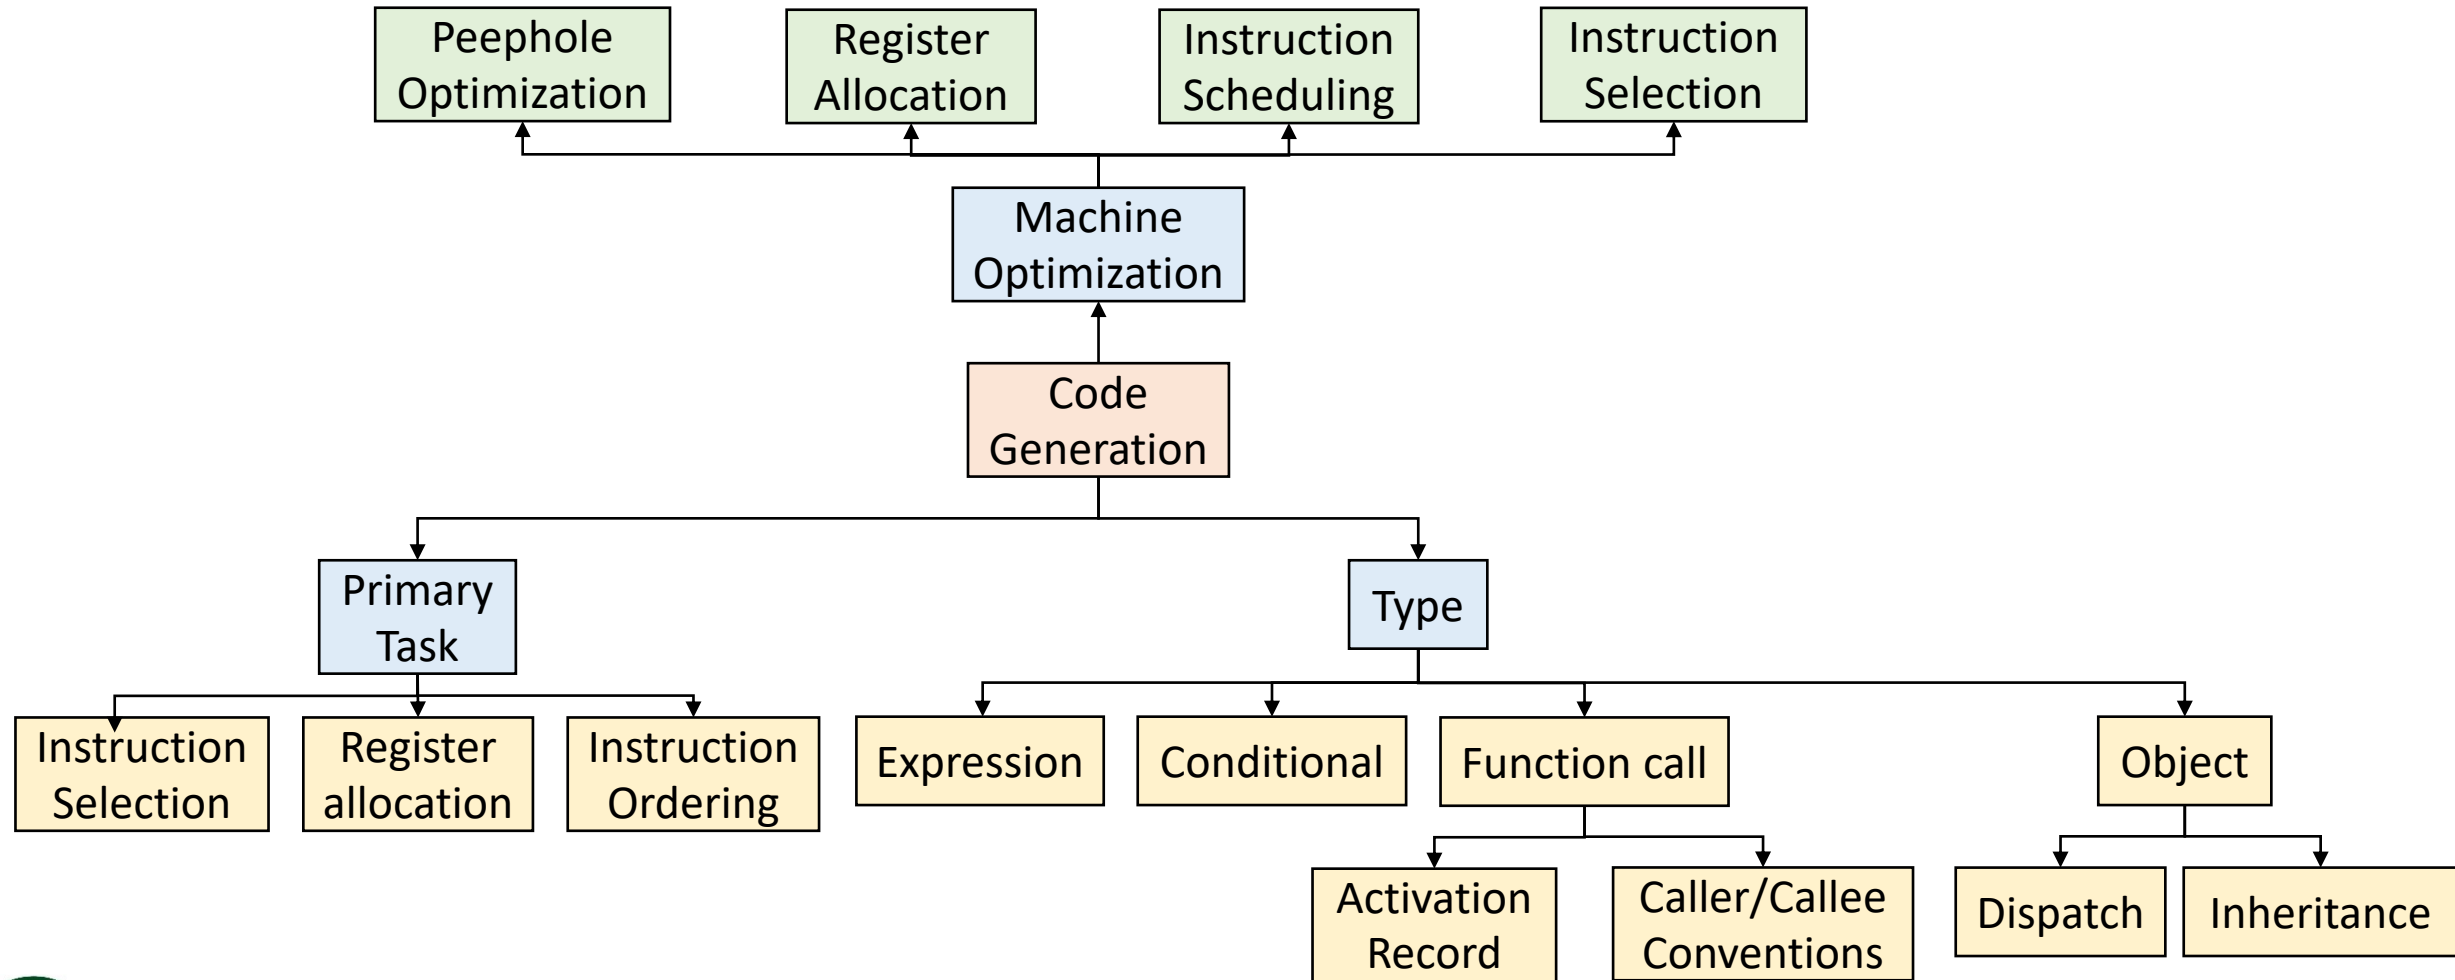 Peephole
Optimization
Register
Allocation
Instruction
Scheduling
Instruction
Selection
Machine
Optimization
Code
Generation
Primary
Task
Type
Instruction
Selection
Register
allocation
Instruction
Ordering
Expression
Conditional
Function call
Object
Activation
Record
Caller/Callee
Conventions
Dispatch
Inheritance